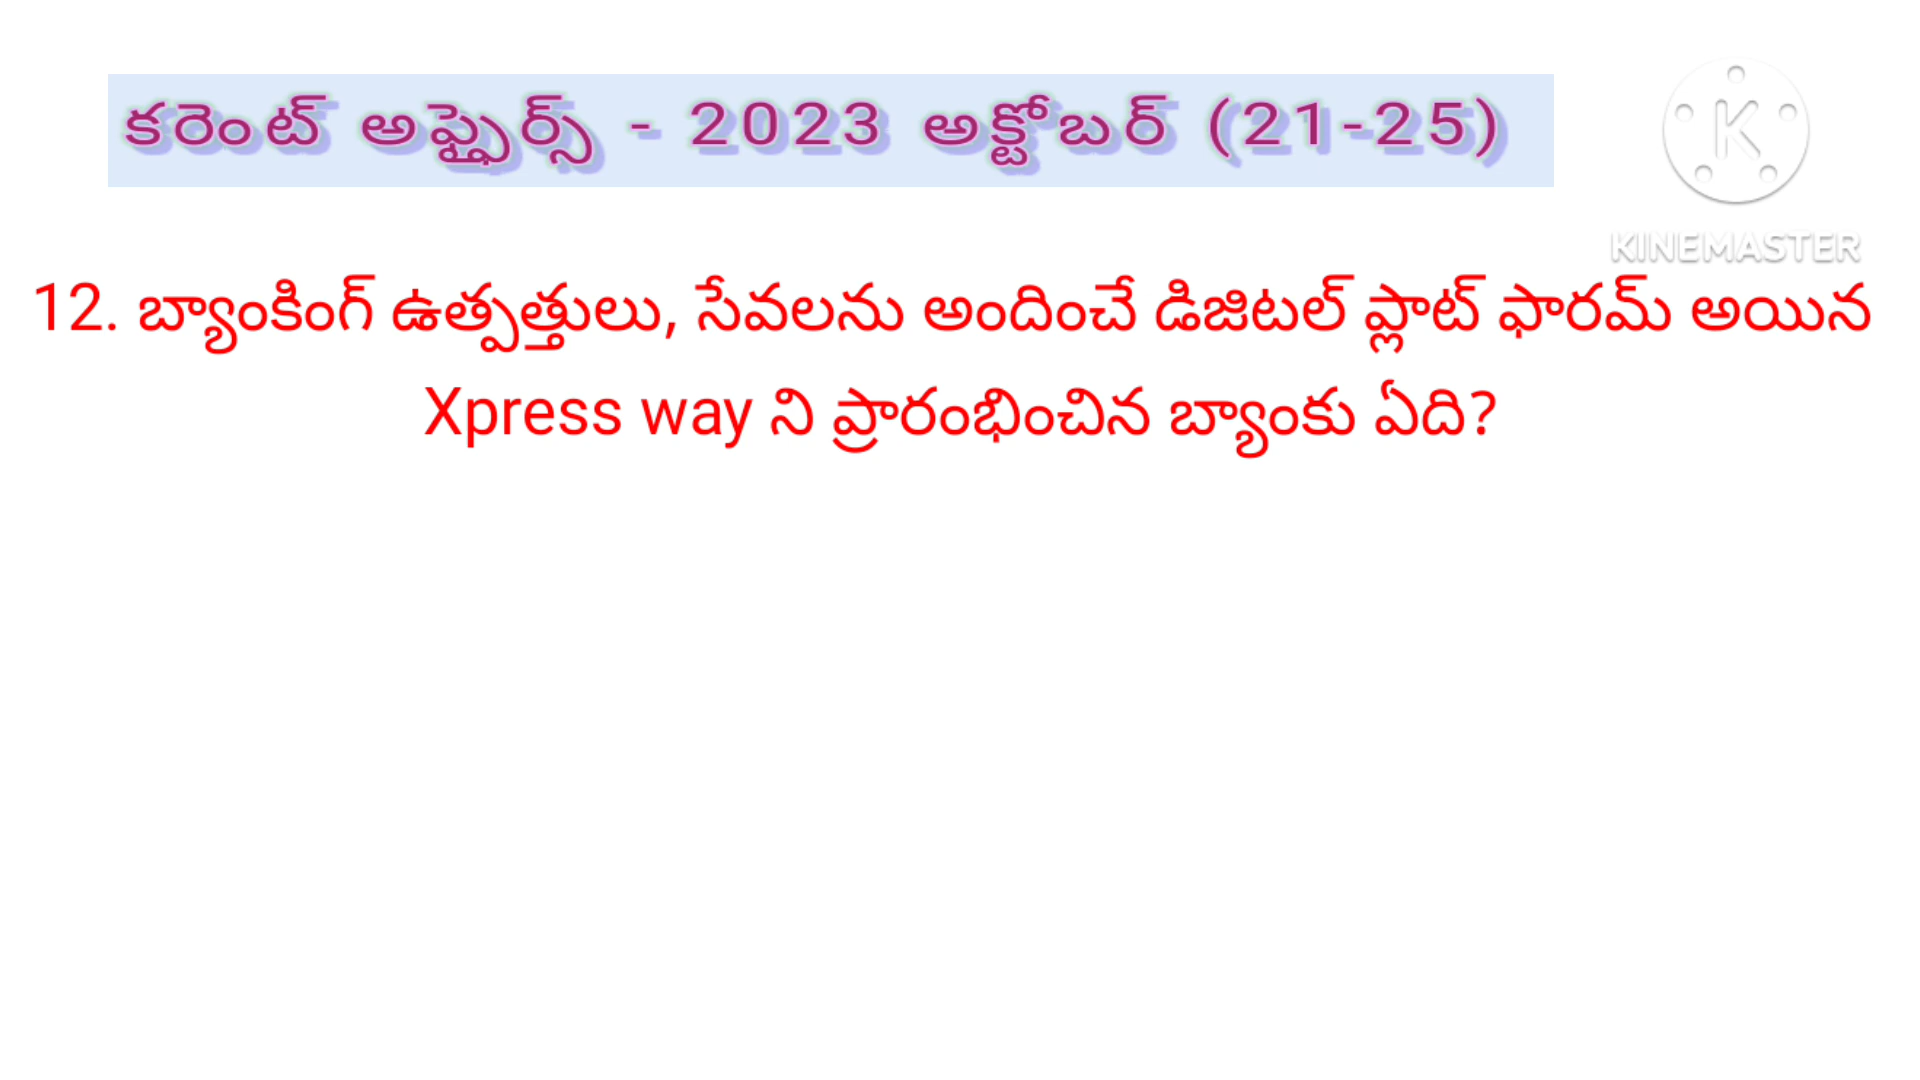 కరెంట్ అఫ్ఫైర్స్ - 2023 అక్టోబర్ (21-25)
K
KINEMASTER
12. బ్యాంకింగ్ ఉత్పత్తులు, సేవలను అందించే డిజిటల్ ప్లాట్ ఫారమ్ అయిన
Xpress way ని ప్రారంభించిన బ్యాంకు ఏది?